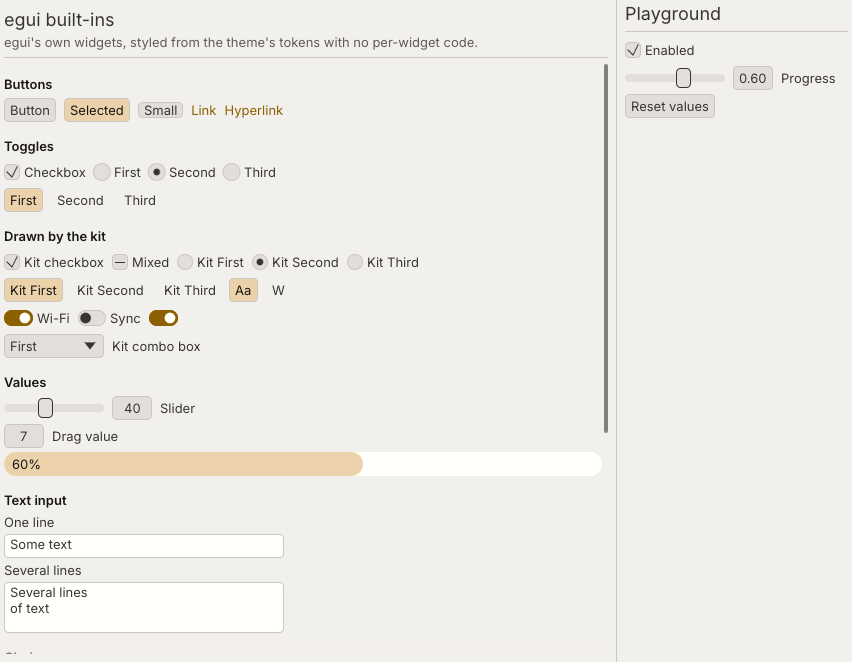 egui built-ins
egui's own widgets, styled from the theme's tokens with no per-widget code.
Buttons
Button Selected Small Link Hyperlink
Toggles
Checkbox First Second Third
First Second Third
Drawn by the kit
Kit checkbox Mixed Kit First Kit Second Kit Third
Kit First Kit Second Kit Third Aa W
Wi-Fi Sync
First Kit combo box
Values
40 Slider
7 Drag value
60%
Text input
One line
Some text
Several lines
Several lines
of text
Playground
Enabled
0.60 Progress
Reset values